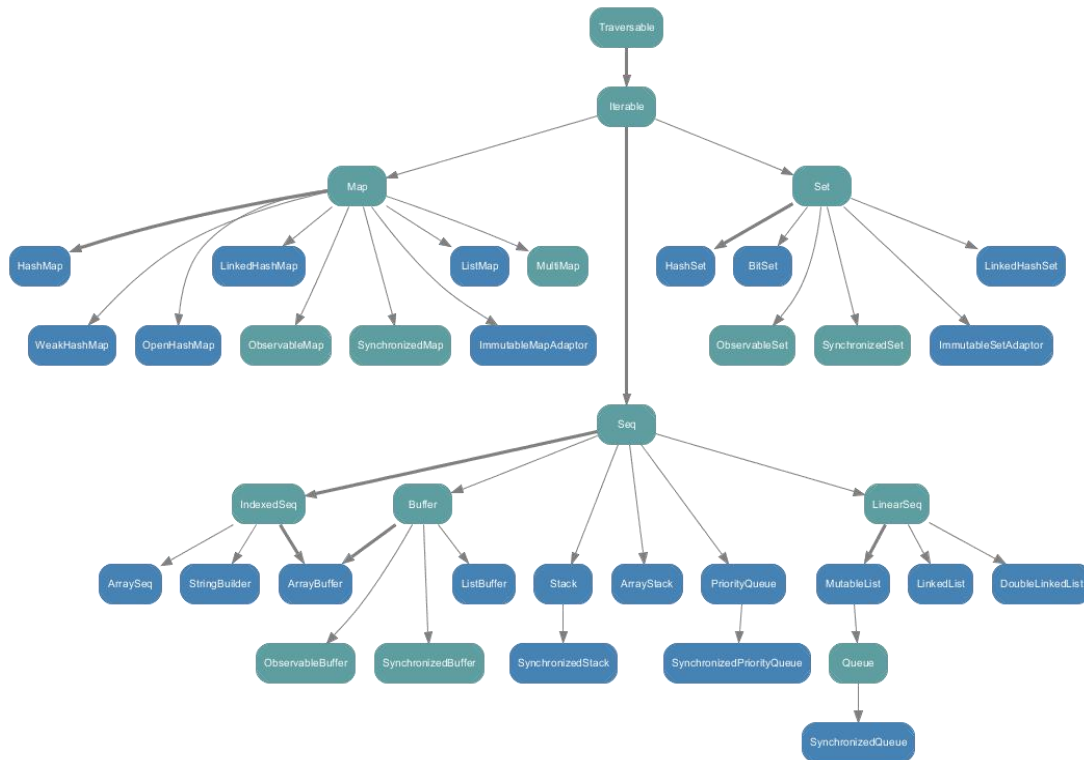 Traversable
Iterable
Map
Set
HashMap
LinkedHashMap
ListMap
MultiMap
HashSet
BitSet
LinkedHashSet
WeakHashMap
OpenHashMap
ObservableMap
SynchronizedMap
ImmutableMapAdaptor
ObservableSet
SynchronizedSet
ImmutableSetAdaptor
Seq
IndexedSeq
Buffer
LinearSeq
ArraySeq
StringBuilder
ArrayBuffer
ListBuffer
Stack
ArrayStack
PriorityQueue
MutableList
LinkedList
DoubleLinkedList
ObservableBuffer
SynchronizedBuffer
SynchronizedStack
SynchronizedPriorityQueue
Queue
SynchronizedQueue